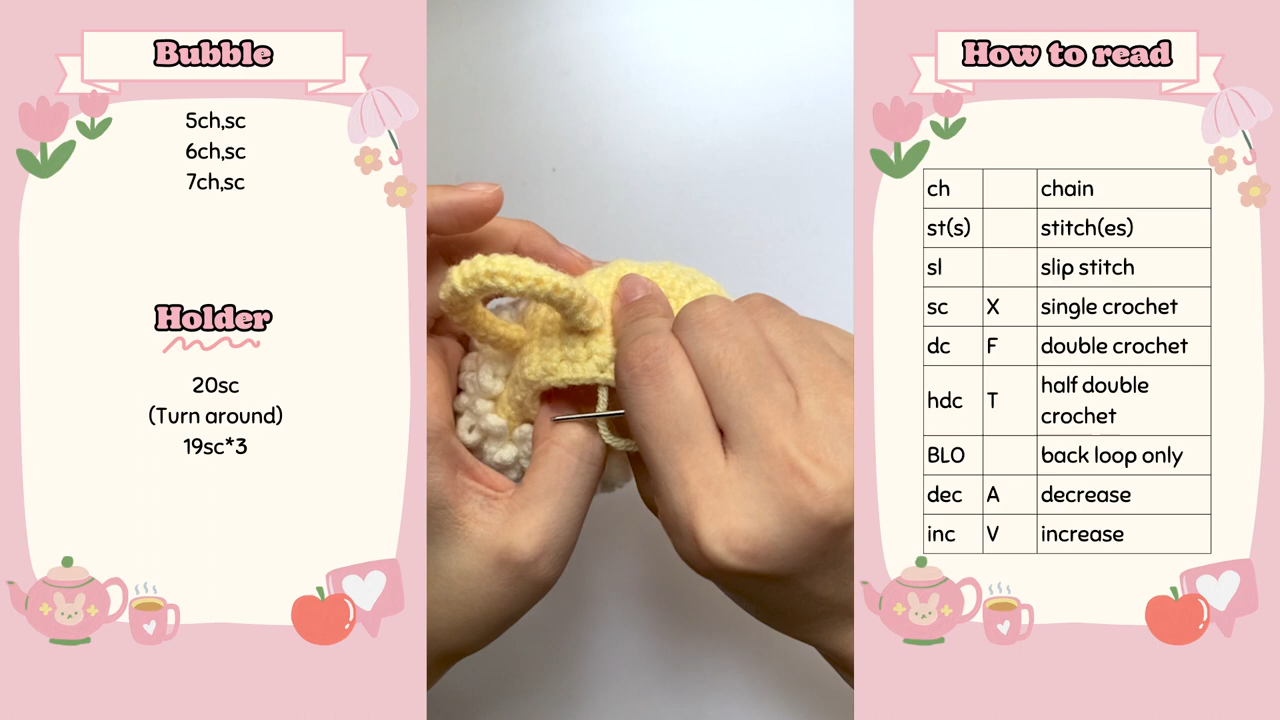 Bubble
5ch,sc
6ch,sc
7ch,sc
Holder
20sc
(Turn around)
19sc*3
How to read
ch chain
st(s) stitch(es)
sl slip stitch
sc X single crochet
dc F double crochet
hdc T half double
crochet
BLO back loop only
dec A decrease
inc V increase